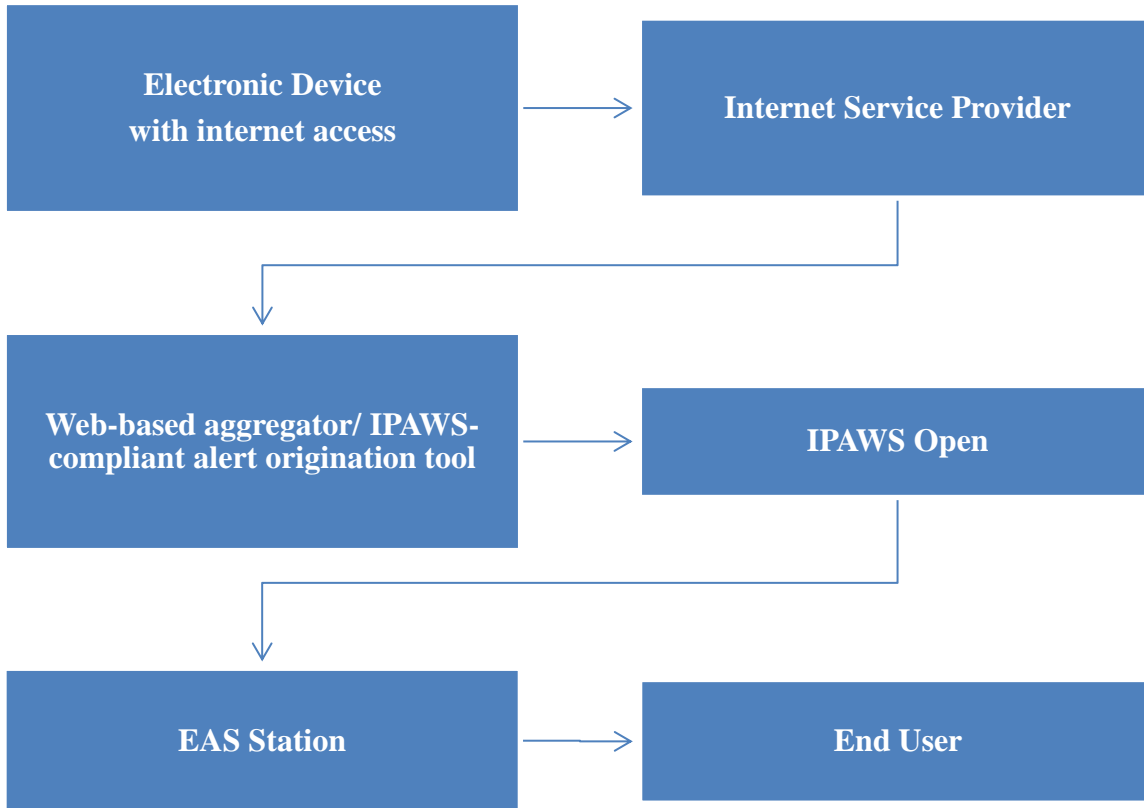 Electronic Device
with internet access
Internet Service Provider
Web-based aggregator/ IPAWS-
compliant alert origination tool
IPAWS Open
EAS Station
End User